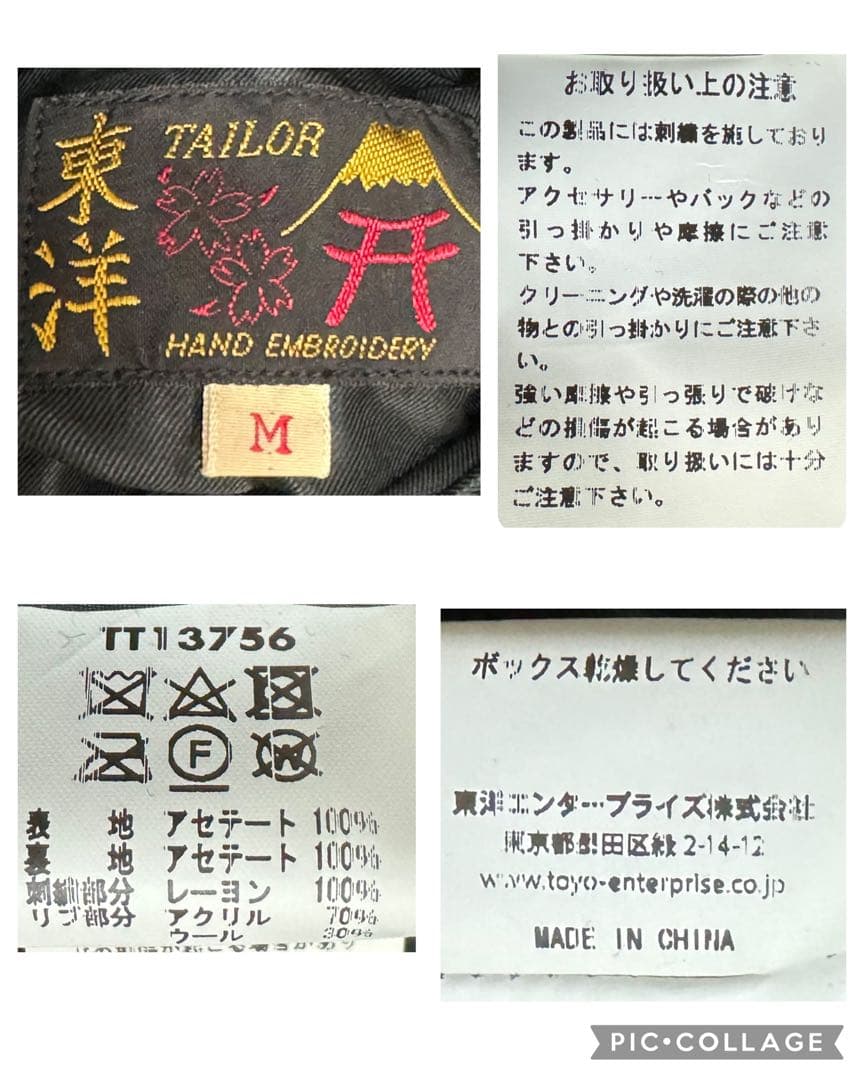 東洋
TAILOR
HAND EMBROIDERY
M
お取り扱い上の注意
この製品には刺繍を施しており
ます。
アクセサリーやバックなどの
引っ掛かりや摩擦にご注意
下さい。
クリーニングや洗濯の際の他の
物との引っ掛かりにご注意下さ
い。
強い摩擦や引っ張りで破けな
どの損傷が起こる場合があり
ますので、取り扱いには十分
ご注意下さい。
TT13756
F
W
表 地 アセテート 100%
裏 地 アセテート 100%
刺繍部分 レーヨン 100%
リブ部分 アクリル 70%
ウール 30%
ボックス乾燥してください
東洋エンタープライズ株式会社
東京都墨田区緑 2-14-12
www.toyo-enterprise.co.jp
MADE IN CHINA
PIC•COLLAGE